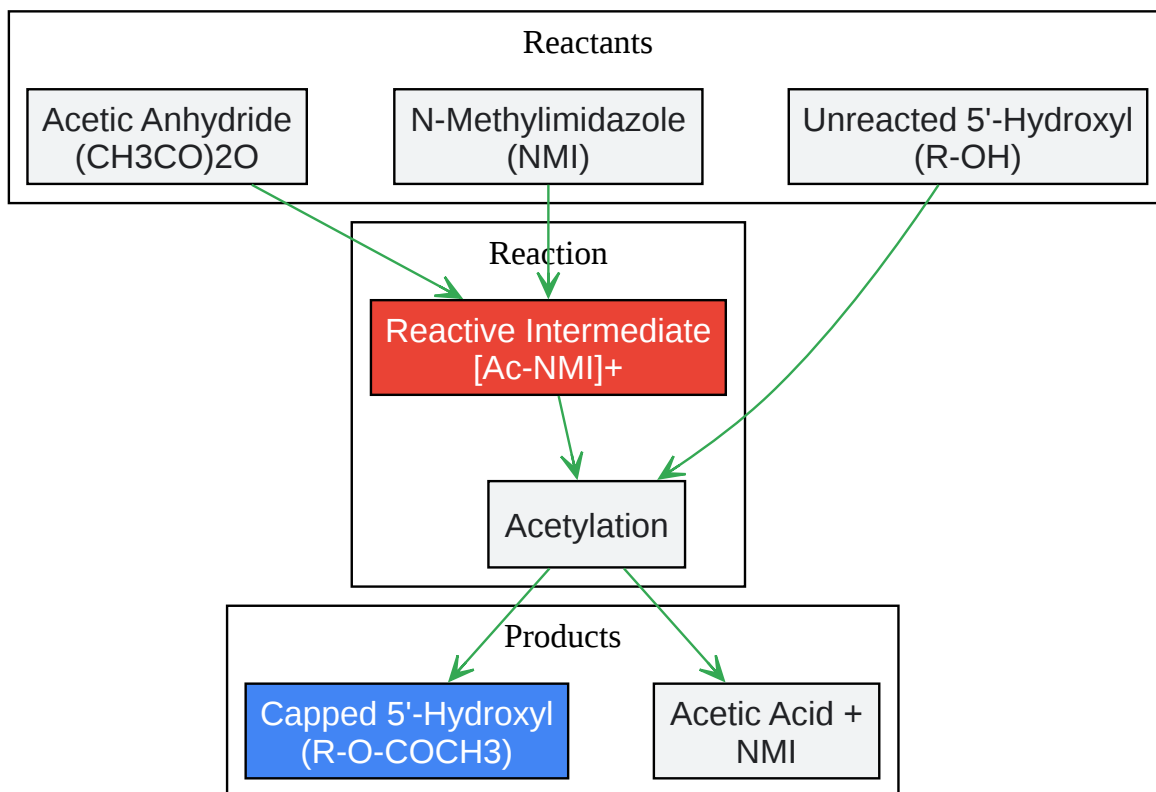 Reactants
Acetic Anhydride
(CH3CO)2O
N-Methylimidazole
(NMI)
Unreacted 5'-Hydroxyl
(R-OH)
Reaction
Reactive Intermediate
[Ac-NMI]+
Acetylation
Products
Capped 5'-Hydroxyl
(R-O-COCH3)
Acetic Acid +
NMI